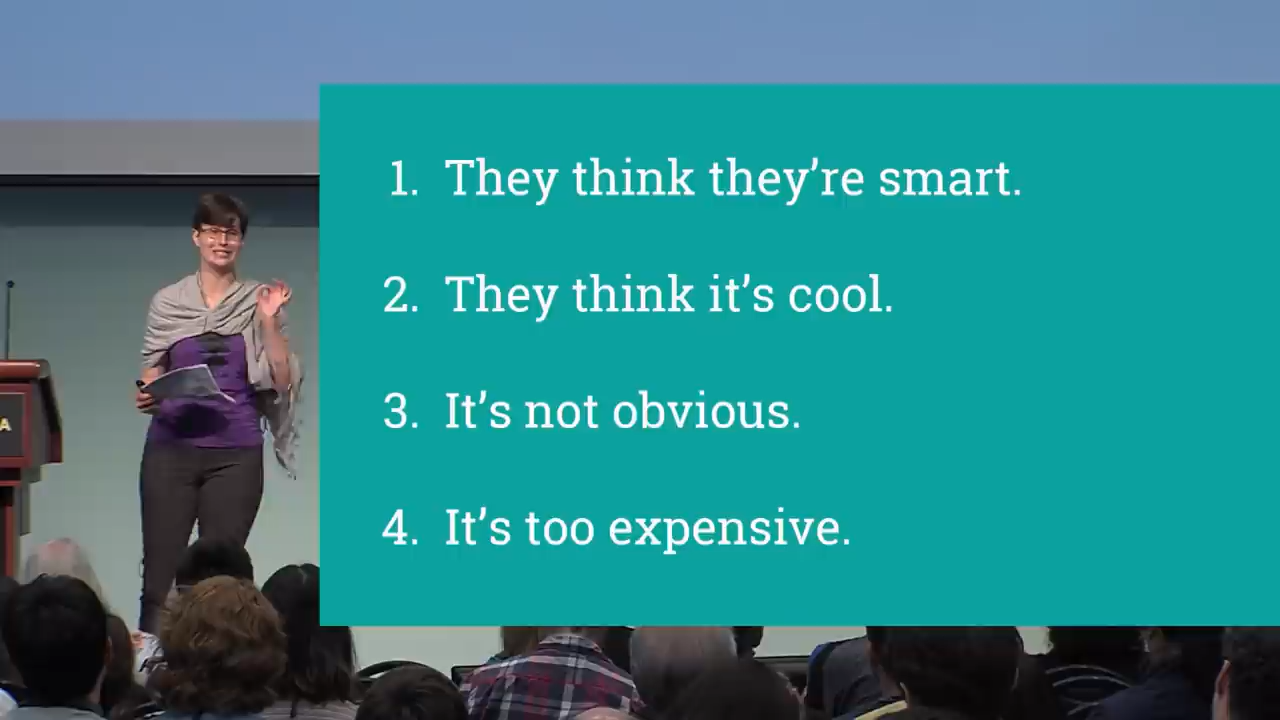 1. They think they’re smart.
2. They think it’s cool.
3. It’s not obvious.
4. It’s too expensive.
A